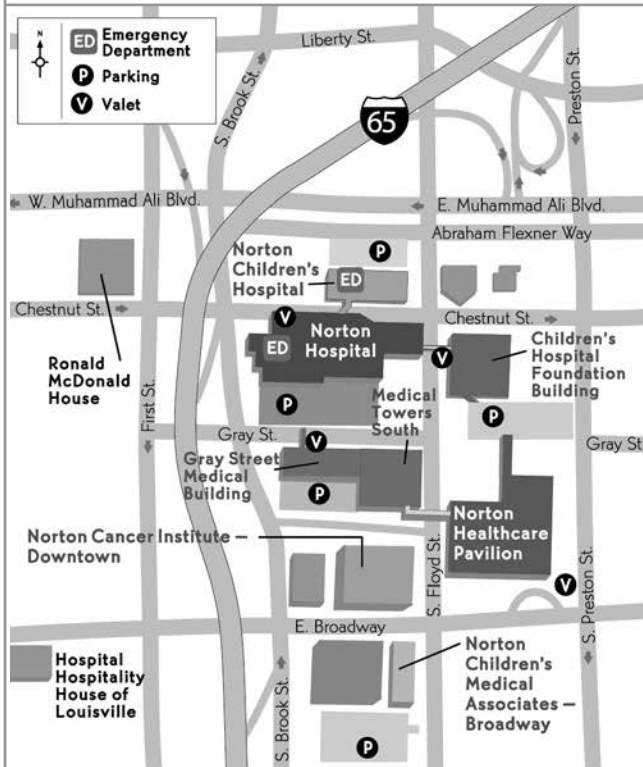 N
ED Emergency
Department
P Parking
V Valet
Liberty St.
S. Brook St.
65
Preston St.
W. Muhammad Ali Blvd.
E. Muhammad Ali Blvd.
Abraham Flexner Way
P
Norton
Children's
Hospital
ED
Chestnut St.
Chestnut St.
V
Norton
Hospital
ED
V
Children's
Hospital
Foundation
Building
Ronald
McDonald
House
First St.
P
Medical
Towers
South
P
Gray St.
Gray St.
V
Gray Street
Medical
Building
P
Norton
Healthcare
Pavilion
Norton Cancer Institute –
Downtown
S. Floyd St.
V
S. Preston St.
E. Broadway
Hospital
Hospitality
House of
Louisville
S. Brook St.
Norton
Children's
Medical
Associates –
Broadway
P